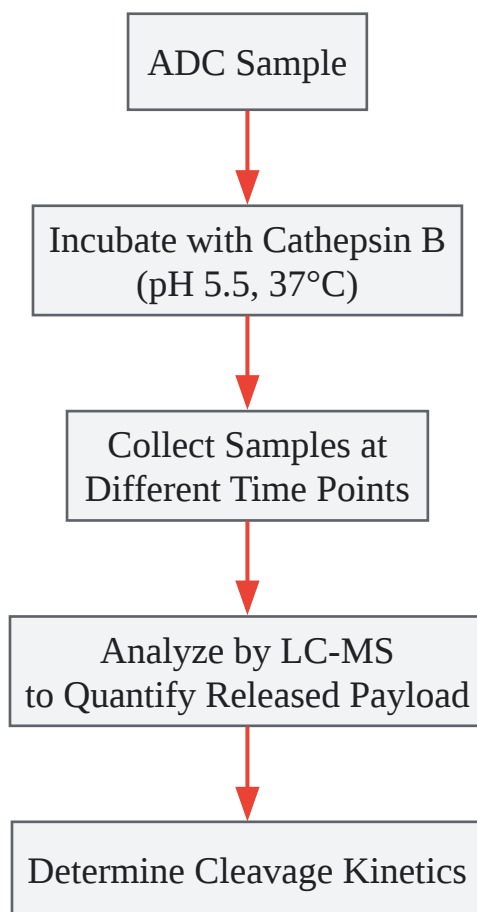 ADC Sample
Incubate with Cathepsin B
(pH 5.5, 37°C)
Collect Samples at
Different Time Points
Analyze by LC-MS
to Quantify Released Payload
Determine Cleavage Kinetics